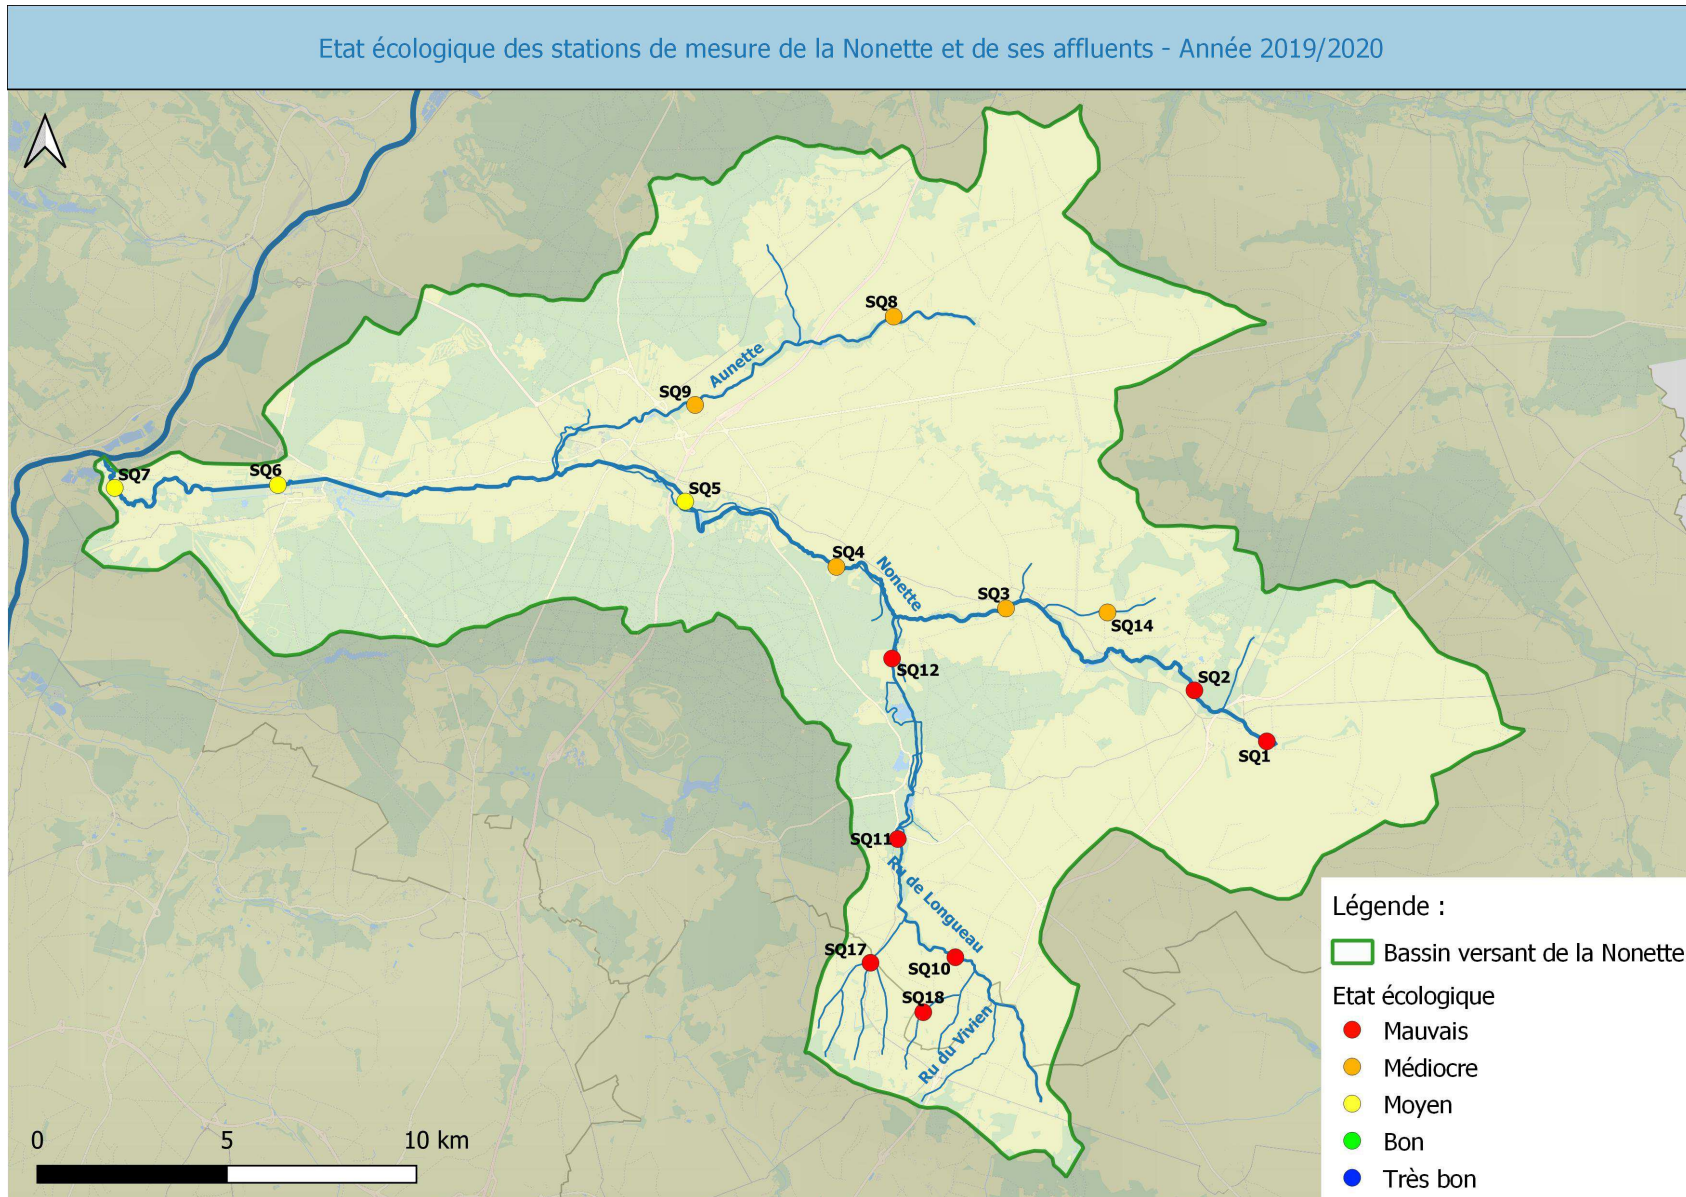 Etat écologique des stations de mesure de la Nonette et de ses affluents - Année 2019/2020
SQ8
Aunette
SQ9
SQ6
SQ7
SQ5
SQ4
Nonette
SQ3
SQ14
SQ12
SQ2
SQ1
SQ11
Ru de Longueau
SQ17
SQ10
SQ18
Ru du Vivien
Légende :
Bassin versant de la Nonette
Etat écologique
Mauvais
Médiocre
Moyen
Bon
Très bon
0 5 10 km